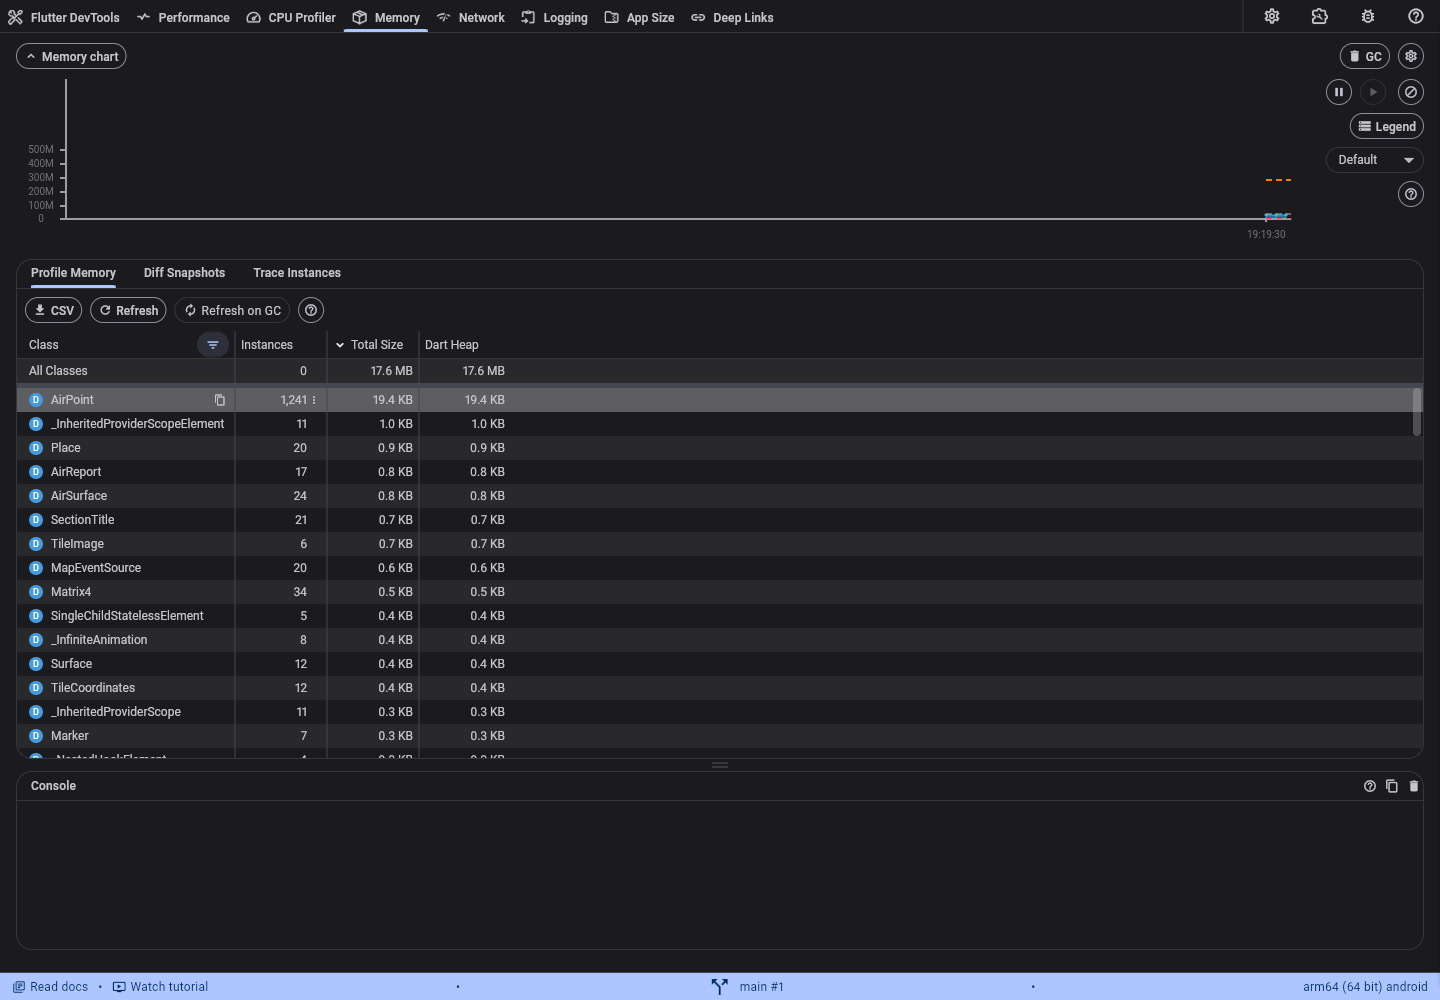 Flutter DevTools Performance CPU Profiler Memory Network Logging App Size Deep Links
Memory chart GC
Legend
Default
500M
400M
300M
200M
100M
0
19:19:30
Profile Memory Diff Snapshots Trace Instances
CSV Refresh Refresh on GC
Class Instances Total Size Dart Heap
All Classes 0 17.6 MB 17.6 MB
D AirPoint 1,241 19.4 KB 19.4 KB
D _InheritedProviderScopeElement 11 1.0 KB 1.0 KB
D Place 20 0.9 KB 0.9 KB
D AirReport 17 0.8 KB 0.8 KB
D AirSurface 24 0.8 KB 0.8 KB
D SectionTitle 21 0.7 KB 0.7 KB
D TileImage 6 0.7 KB 0.7 KB
D MapEventSource 20 0.6 KB 0.6 KB
D Matrix4 34 0.5 KB 0.5 KB
D SingleChildStatelessElement 5 0.4 KB 0.4 KB
D _InfiniteAnimation 8 0.4 KB 0.4 KB
D Surface 12 0.4 KB 0.4 KB
D TileCoordinates 12 0.4 KB 0.4 KB
D _InheritedProviderScope 11 0.3 KB 0.3 KB
D Marker 7 0.3 KB 0.3 KB
Console
Read docs • Watch tutorial • main #1 • arm64 (64 bit) android